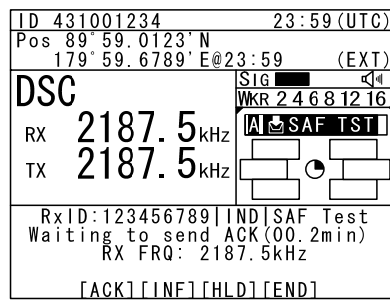 ID 431001234 23:59(UTC)
Pos 89°59.0123'N
179°59.6789'E@23:59 (EXT)
DSC
SIG
WKR 2 4 6 8 12 16
RX 2187.5kHz
TX 2187.5kHz
A SAF TST
RxID:123456789|IND|SAF Test
Waiting to send ACK(00.2min)
RX FRQ: 2187.5kHz
[ACK][INF][HLD][END]